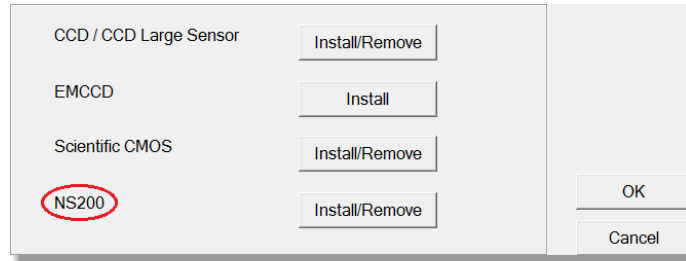 CCD / CCD Large Sensor
Install/Remove
EMCCD
Install
Scientific CMOS
Install/Remove
NS200
Install/Remove
OK
Cancel